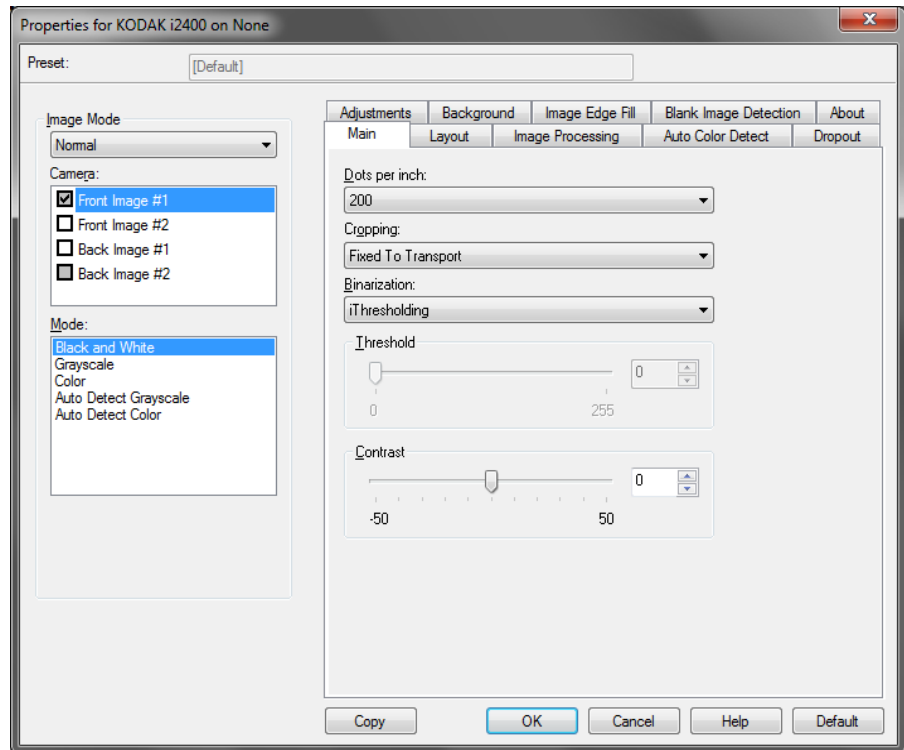 Properties for KODAK i2400 on None
Preset:
[Default]
Image Mode
Normal
Camera:
Front Image #1
Front Image #2
Back Image #1
Back Image #2
Mode:
Black and White
Grayscale
Color
Auto Detect Grayscale
Auto Detect Color
Adjustments Background Image Edge Fill Blank Image Detection About
Main Layout Image Processing Auto Color Detect Dropout
Dots per inch:
200
Cropping:
Fixed To Transport
Binarization:
iThresholding
Threshold
0
0 255
Contrast
0
-50 50
Copy OK Cancel Help Default